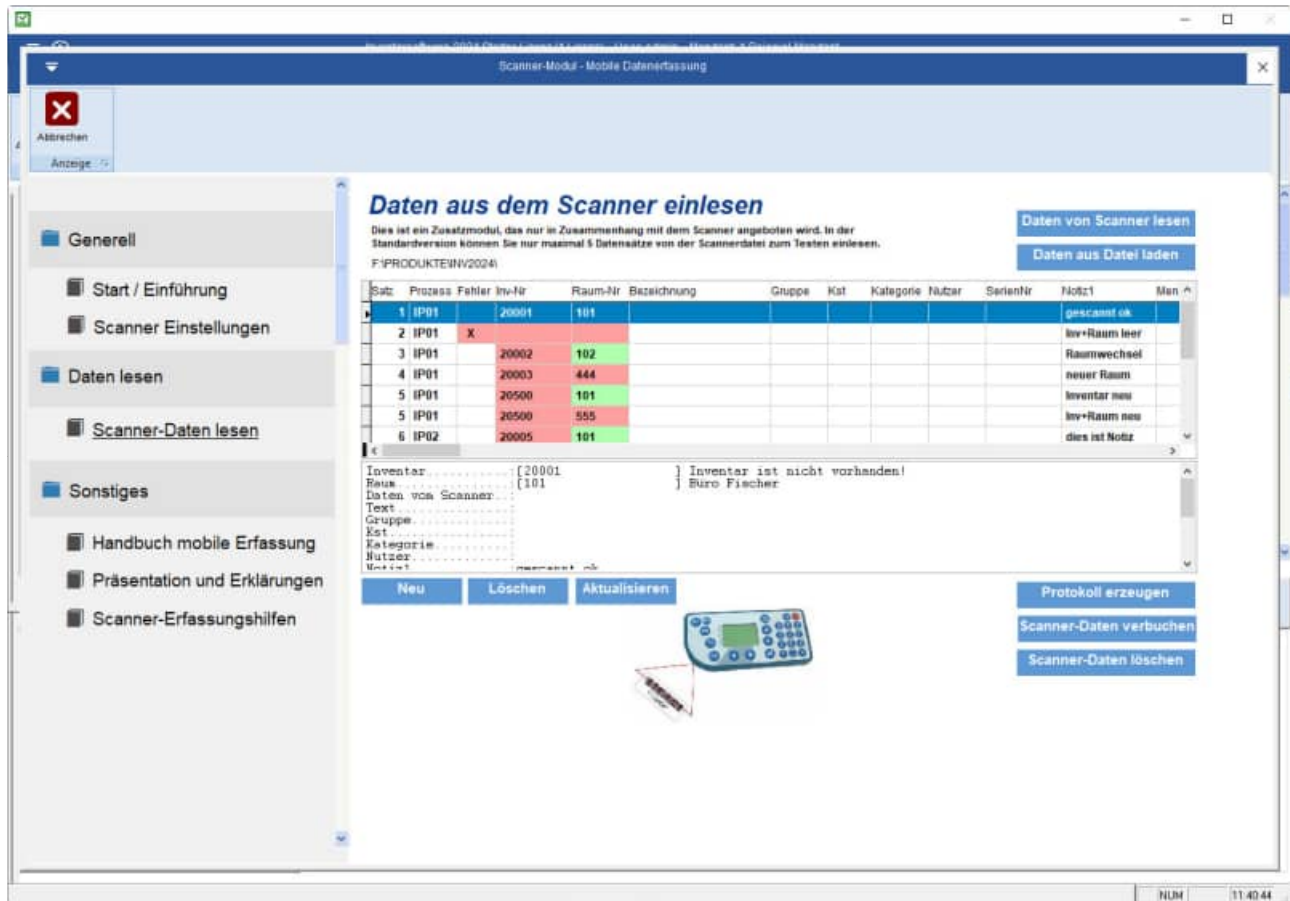 Scanner-Modul - Mobile Datenerfassung
Abbrechen
Anzeige
Generell
Start / Einführung
Scanner Einstellungen
Daten lesen
Scanner-Daten lesen
Sonstiges
Handbuch mobile Erfassung
Präsentation und Erklärungen
Scanner-Erfassungshilfen
Daten aus dem Scanner einlesen
Dies ist ein Zusatzmodul, das nur in Zusammenhang mit dem Scanner angeboten wird. In der
Standardversion können Sie nur maximal 5 Datensätze von der Scannerdatei zum Testen einlesen.
F:\PRODUKTE\INV2024\
Daten von Scanner lesen
Daten aus Datei laden
Satz Prozess Fehler Inv-Nr Raum-Nr Bezeichnung Gruppe Kst Kategorie Nutzer SerienNr Notiz1 Men
1 IP01 20001 101 gescannt ok
2 IP01 X Inv+Raum leer
3 IP01 20002 102 Raumwechsel
4 IP01 20003 444 neuer Raum
5 IP01 20500 101 Inventar neu
5 IP01 20500 555 Inv+Raum neu
6 IP02 20005 101 dies ist Notiz
Inventar...........:[20001 ] Inventar ist nicht vorhanden!
Raum...............:[101 ] Büro Fischer
Daten vom Scanner..:
Text...............:
Gruppe.............:
Kst................:
Kategorie..........:
Nutzer.............:
Notiz1.............:gescannt ok
Neu
Löschen
Aktualisieren
Protokoll erzeugen
Scanner-Daten verbuchen
Scanner-Daten löschen
NUM 11:40:44